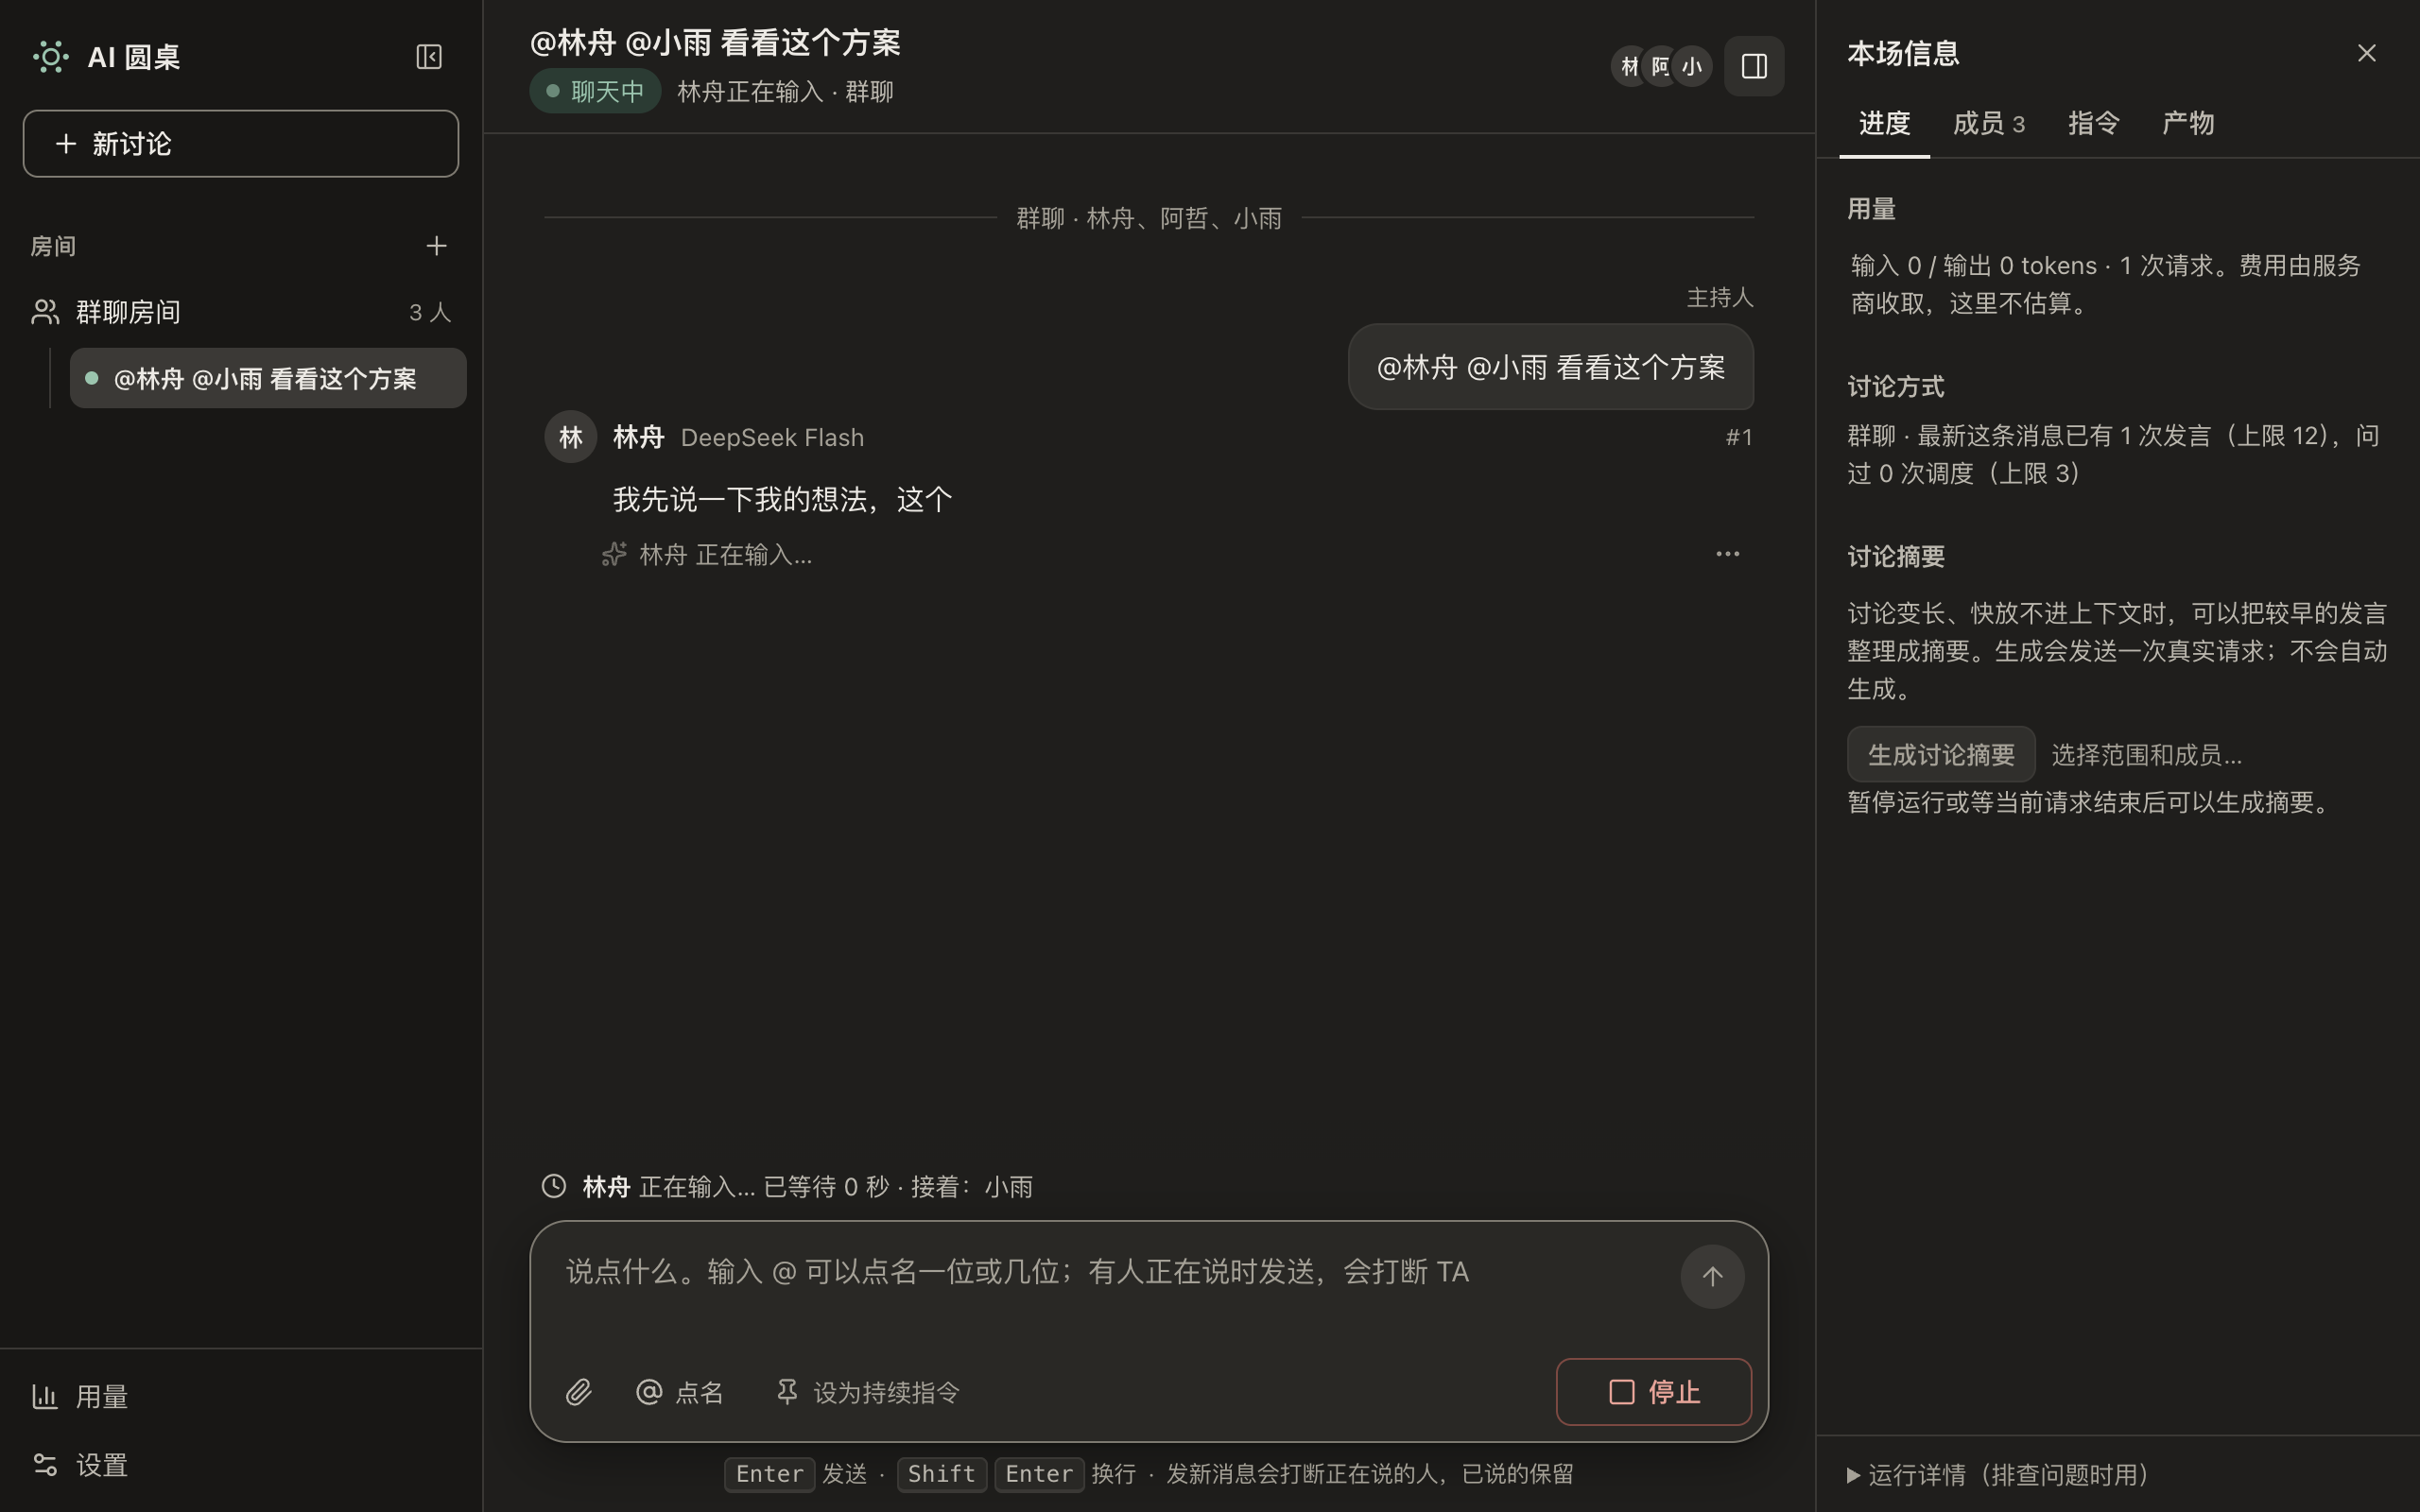 AI 圆桌
新讨论
房间
群聊房间 3 人
@林舟 @小雨 看看这个方案
用量
设置
@林舟 @小雨 看看这个方案
聊天中 林舟正在输入 · 群聊
林 阿 小
群聊 · 林舟、阿哲、小雨
主持人
@林舟 @小雨 看看这个方案
林 林舟 DeepSeek Flash #1
我先说一下我的想法，这个
林舟 正在输入...
林舟 正在输入... 已等待 0 秒 · 接着：小雨
说点什么。输入 @ 可以点名一位或几位；有人正在说时发送，会打断 TA
点名 设为持续指令 停止
Enter 发送 · Shift Enter 换行 · 发新消息会打断正在说的人，已说的保留
本场信息
进度 成员 3 指令 产物
用量
输入 0 / 输出 0 tokens · 1 次请求。费用由服务
商收取，这里不估算。
讨论方式
群聊 · 最新这条消息已有 1 次发言（上限 12），问
过 0 次调度（上限 3）
讨论摘要
讨论变长、快放不进上下文时，可以把较早的发言
整理成摘要。生成会发送一次真实请求；不会自动
生成。
生成讨论摘要 选择范围和成员...
暂停运行或等当前请求结束后可以生成摘要。
运行详情（排查问题时用）